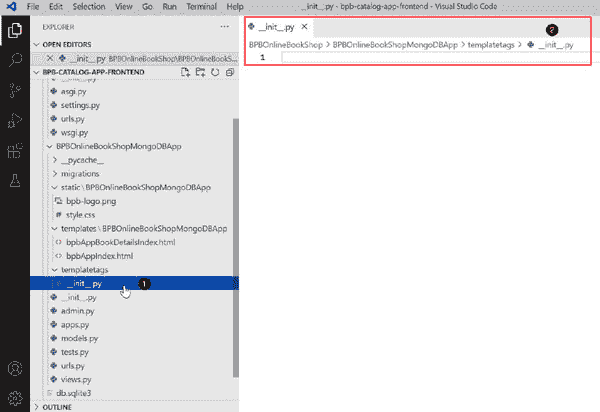 File Edit Selection View Go Run Terminal Help
__init__.py - bpb-catalog-app-frontend - Visual Studio Code
EXPLORER
OPEN EDITORS
__init__.py BPBOnlineBookShop\BPBOnlineBookS...
BPB-CATALOG-APP-FRONTEND
__init__.py
asgi.py
settings.py
urls.py
wsgi.py
BPBOnlineBookShopMongoDBApp
__pycache__
migrations
static \ BPBOnlineBookShopMongoDBApp
bpb-logo.png
style.css
templates \ BPBOnlineBookShopMongoDBApp
bpbAppBookDetailsIndex.html
bpbAppIndex.html
templatetags
__init__.py 1
__init__.py
admin.py
apps.py
models.py
tests.py
urls.py
views.py
db.sqlite3
OUTLINE
__init__.py
2
BPBOnlineBookShop > BPBOnlineBookShopMongoDBApp > templatetags > __init__.py
1